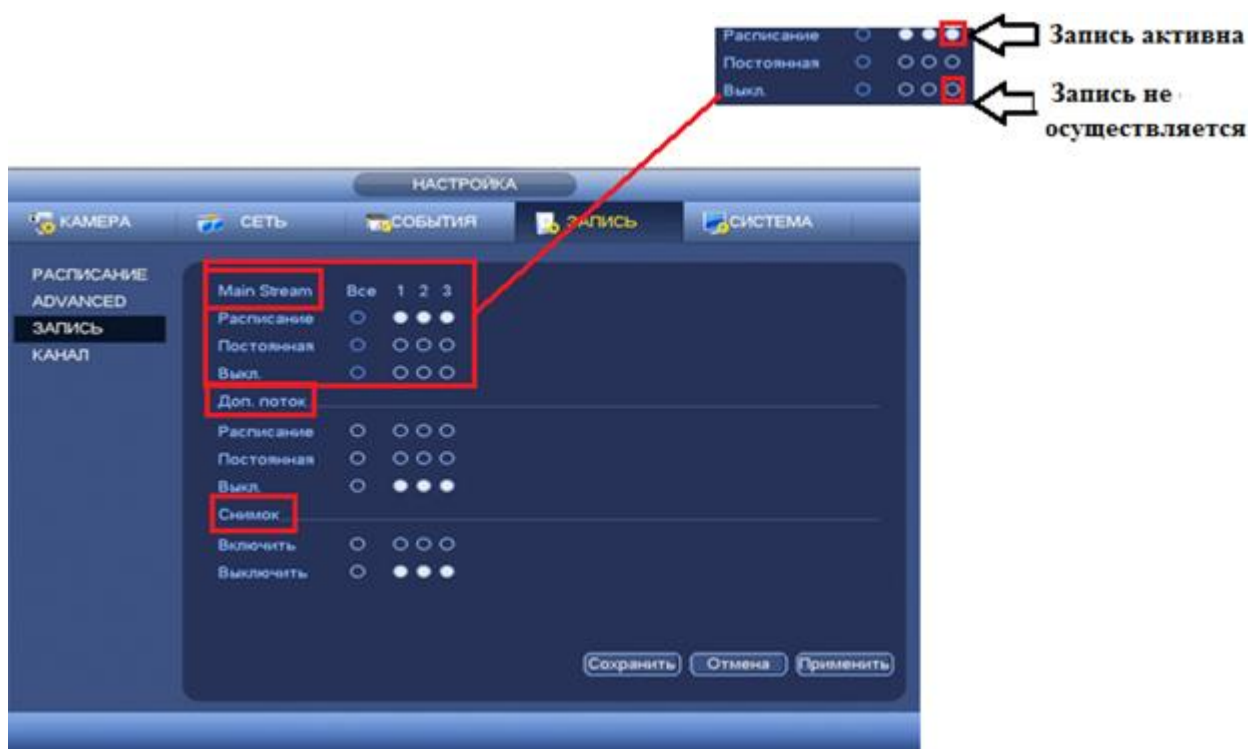 Расписание
Запись активна
Постоянная
Выкл.
Запись не
осуществляется
НАСТРОЙКА
КАМЕРА СЕТЬ СОБЫТИЯ ЗАПИСЬ СИСТЕМА
РАСПИСАНИЕ
ADVANCED
ЗАПИСЬ
КАНАЛ
Main Stream Все 1 2 3
Расписание
Постоянная
Выкл.
Доп. поток
Расписание
Постоянная
Выкл.
Снимок
Включить
Выключить
Сохранить Отмена Применить